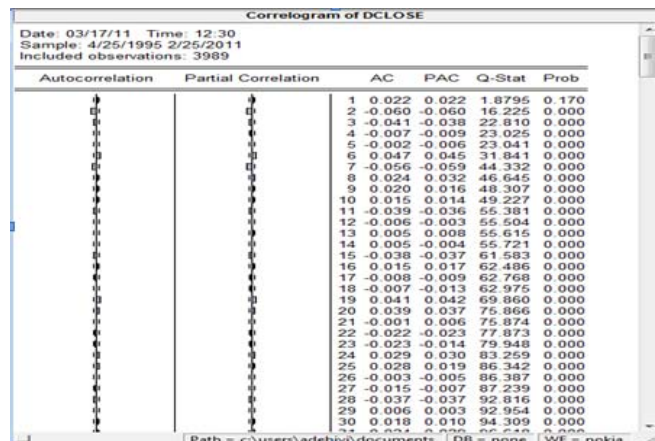 Correlogram of DCLOSE
Date: 03/17/11 Time: 12:30
Sample: 4/25/1995 2/25/2011
Included observations: 3989
Autocorrelation Partial Correlation AC PAC Q-Stat Prob
1 0.022 0.022 1.8795 0.170
2 -0.060 -0.060 16.225 0.000
3 -0.041 -0.038 22.810 0.000
4 -0.007 -0.009 23.025 0.000
5 -0.002 -0.006 23.041 0.000
6 0.047 0.045 31.841 0.000
7 -0.056 -0.059 44.332 0.000
8 0.024 0.032 46.645 0.000
9 0.020 0.016 48.307 0.000
10 0.015 0.014 49.227 0.000
11 -0.039 -0.036 55.381 0.000
12 -0.006 -0.003 55.504 0.000
13 0.005 0.008 55.615 0.000
14 0.005 -0.004 55.721 0.000
15 -0.038 -0.037 61.583 0.000
16 0.015 0.017 62.486 0.000
17 -0.008 -0.009 62.768 0.000
18 -0.007 -0.013 62.975 0.000
19 0.041 0.042 69.860 0.000
20 0.039 0.037 75.866 0.000
21 -0.001 0.006 75.874 0.000
22 -0.022 -0.023 77.873 0.000
23 -0.023 -0.014 79.948 0.000
24 0.029 0.030 83.259 0.000
25 0.028 0.019 86.342 0.000
26 -0.003 -0.005 86.387 0.000
27 -0.015 -0.007 87.239 0.000
28 -0.037 -0.037 92.816 0.000
29 0.006 0.003 92.954 0.000
30 0.018 0.010 94.309 0.000
Path = c:\users\adebiyi\documents DB = none WF = nokia